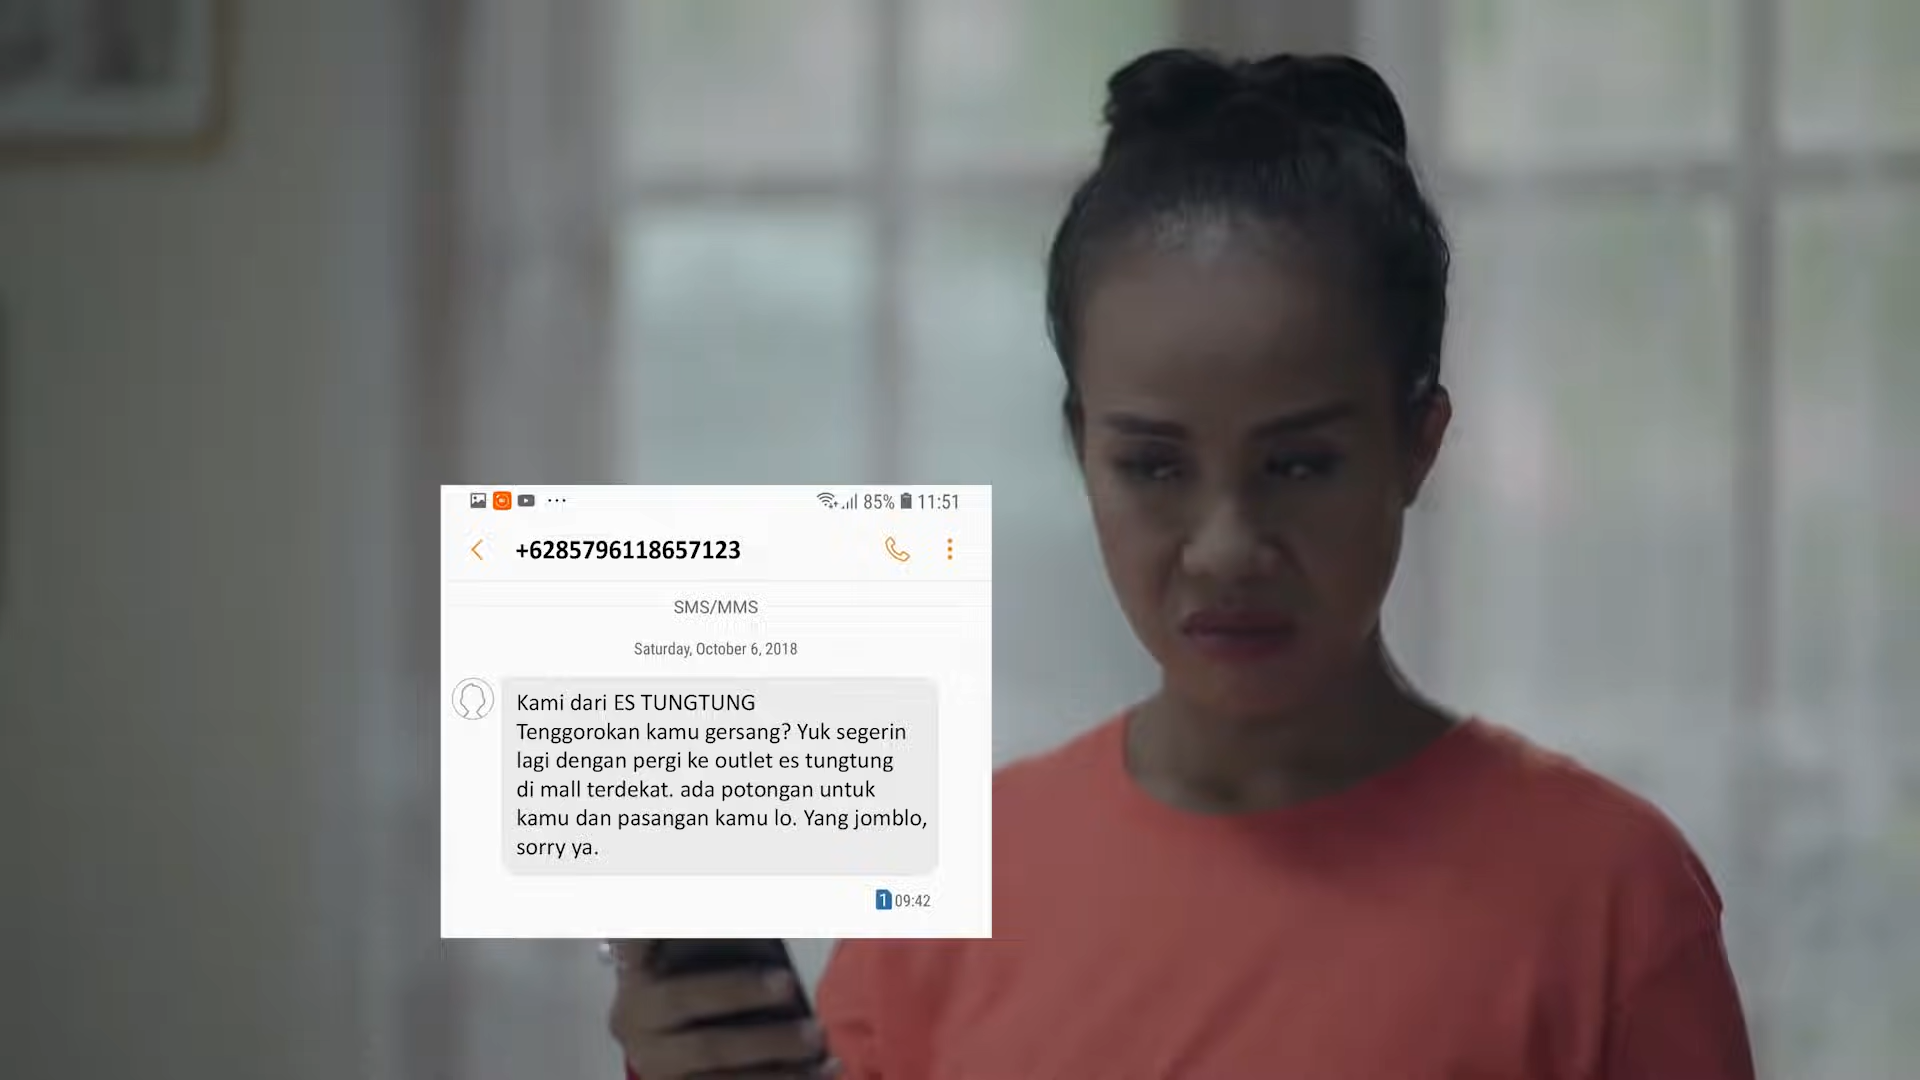 85% 11:51
+6285796118657123
SMS/MMS
Saturday, October 6, 2018
Kami dari ES TUNGTUNG
Tenggorokan kamu gersang? Yuk segerin
lagi dengan pergi ke outlet es tungtung
di mall terdekat. ada potongan untuk
kamu dan pasangan kamu lo. Yang jomblo,
sorry ya.
1 09:42